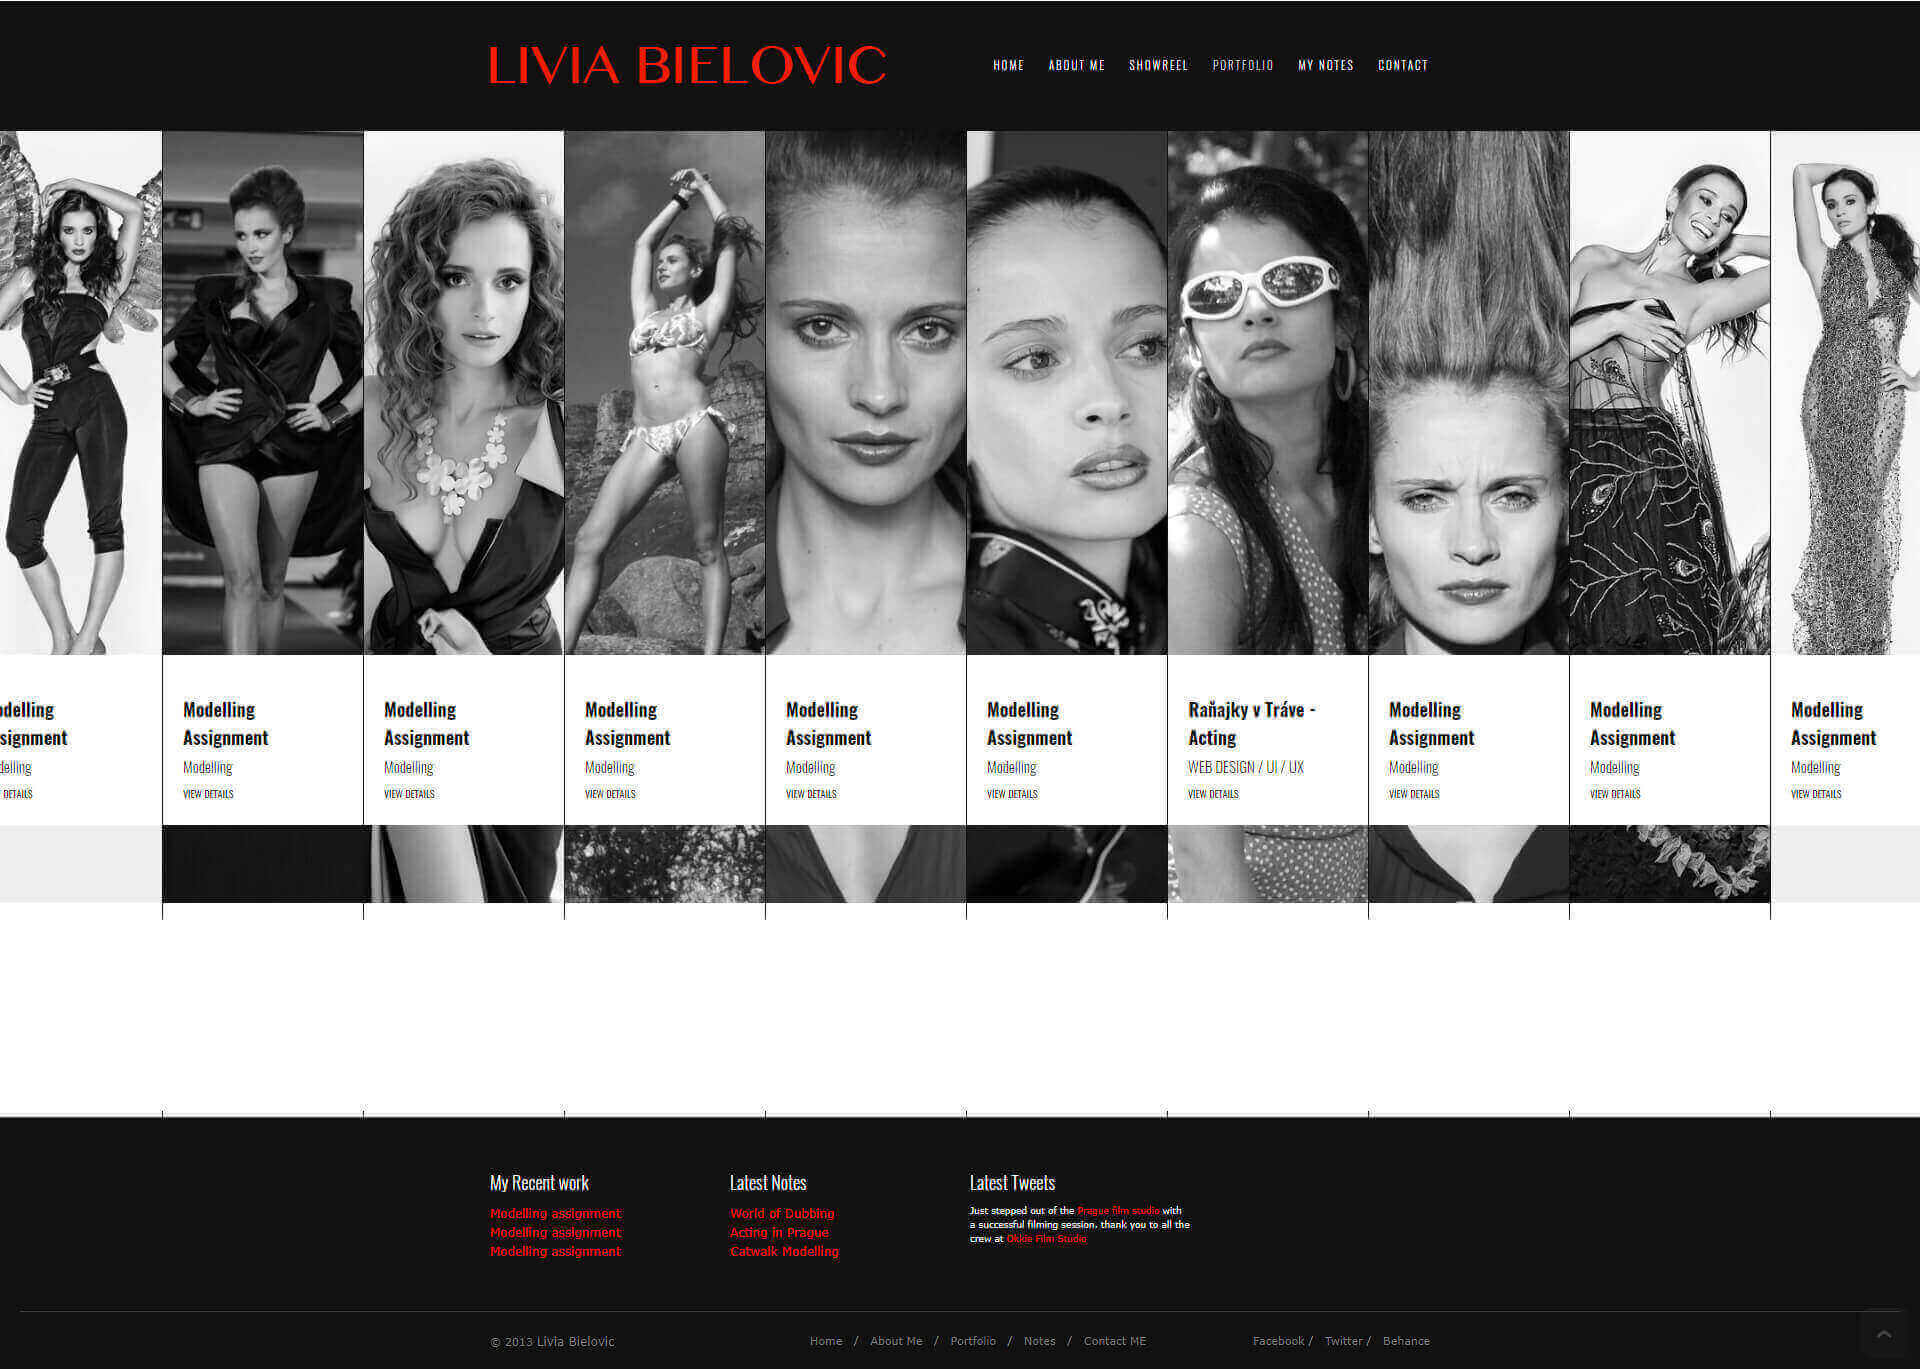 LIVIA BIELOVIC
HOME ABOUT ME SHOWREEL PORTFOLIO MY NOTES CONTACT
odelling
signment
delling
DETAILS
Modelling
Assignment
Modelling
VIEW DETAILS
Modelling
Assignment
Modelling
VIEW DETAILS
Modelling
Assignment
Modelling
VIEW DETAILS
Modelling
Assignment
Modelling
VIEW DETAILS
Modelling
Assignment
Modelling
VIEW DETAILS
Raňajky v Tráve -
Acting
WEB DESIGN / UI / UX
VIEW DETAILS
Modelling
Assignment
Modelling
VIEW DETAILS
Modelling
Assignment
Modelling
VIEW DETAILS
Modelling
Assignment
Modelling
VIEW DETAILS
My Recent work
Modelling assignment
Modelling assignment
Modelling assignment
Latest Notes
World of Dubbing
Acting in Prague
Catwalk Modelling
Latest Tweets
Just stepped out of the Prague film studio with
a successful filming session. thank you to all the
crew at Okkie Film Studio
© 2013 Livia Bielovic
Home / About Me / Portfolio / Notes / Contact ME
Facebook / Twitter / Behance